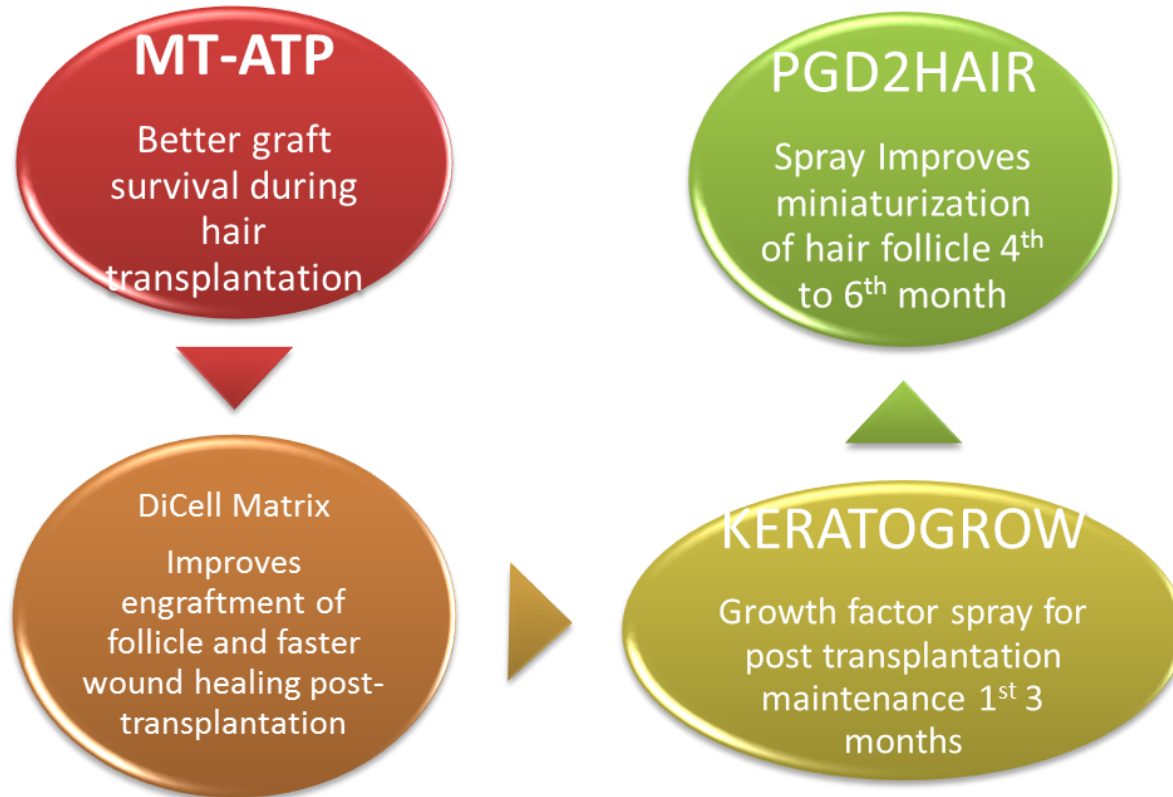 MT-ATP
Better graft
survival during
hair
transplantation
DiCell Matrix
Improves
engraftment of
follicle and faster
wound healing post-
transplantation
KERATOGROW
Growth factor spray for
post transplantation
maintenance 1st 3
months
PGD2HAIR
Spray Improves
miniaturization
of hair follicle 4th
to 6th month